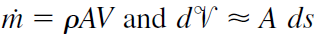 ṁ = ρAV and dV̶ ≈ A ds